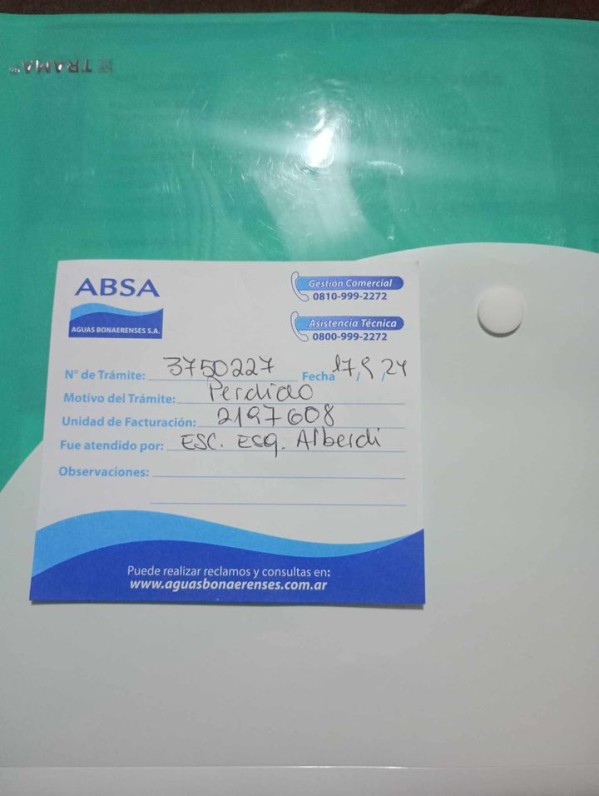 TRAMA
ABSA
AGUAS BONAERENSES S.A.
Gestión Comercial
0810-999-2272
Asistencia Técnica
0800-999-2272
N° de Trámite: 3750227 Fecha 17/9/24
Motivo del Trámite: Perdida
Unidad de Facturación: 2197608
Fue atendido por: ESC. Esq. Alberdi
Observaciones:
Puede realizar reclamos y consultas en:
www.aguasbonaerenses.com.ar